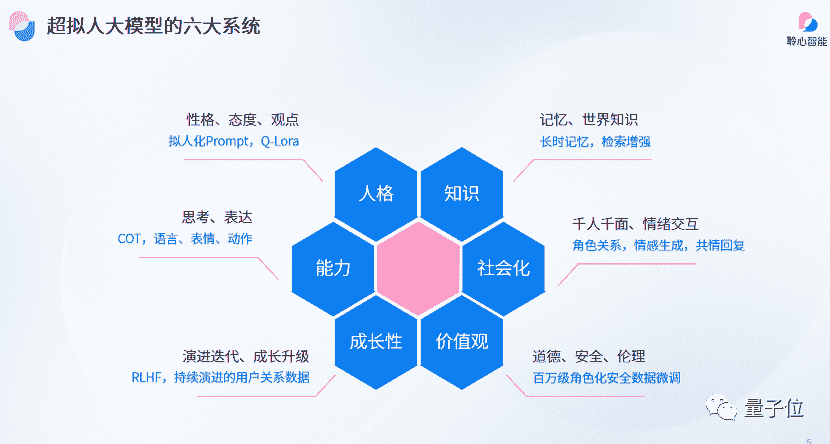 超拟人大模型的六大系统
聆心智能
性格、态度、观点
拟人化Prompt，Q-Lora
记忆、世界知识
长时记忆，检索增强
人格
知识
思考、表达
COT，语言、表情、动作
千人千面、情绪交互
角色关系，情感生成，共情回复
能力
社会化
成长性
价值观
演进迭代、成长升级
RLHF，持续演进的用户关系数据
道德、安全、伦理
百万级角色化安全数据微调
量子位
5